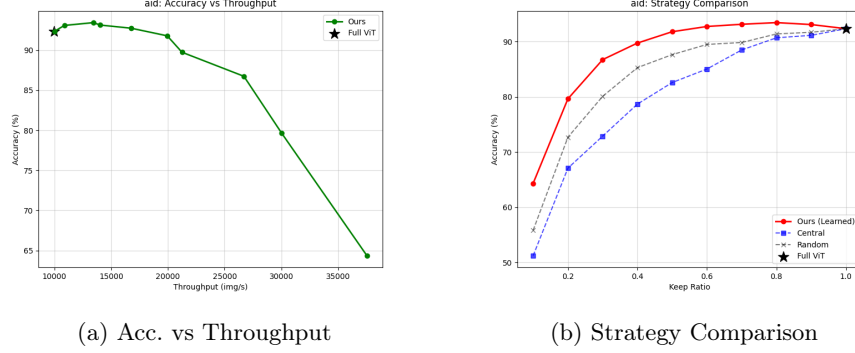 aid: Accuracy vs Throughput
Ours
Full ViT
Accuracy (%)
90
85
80
75
70
65
10000
15000
20000
25000
30000
35000
Throughput (img/s)
(a) Acc. vs Throughput
aid: Strategy Comparison
Accuracy (%)
90
80
70
60
50
Ours (Learned)
Central
Random
Full ViT
0.2
0.4
0.6
0.8
1.0
Keep Ratio
(b) Strategy Comparison